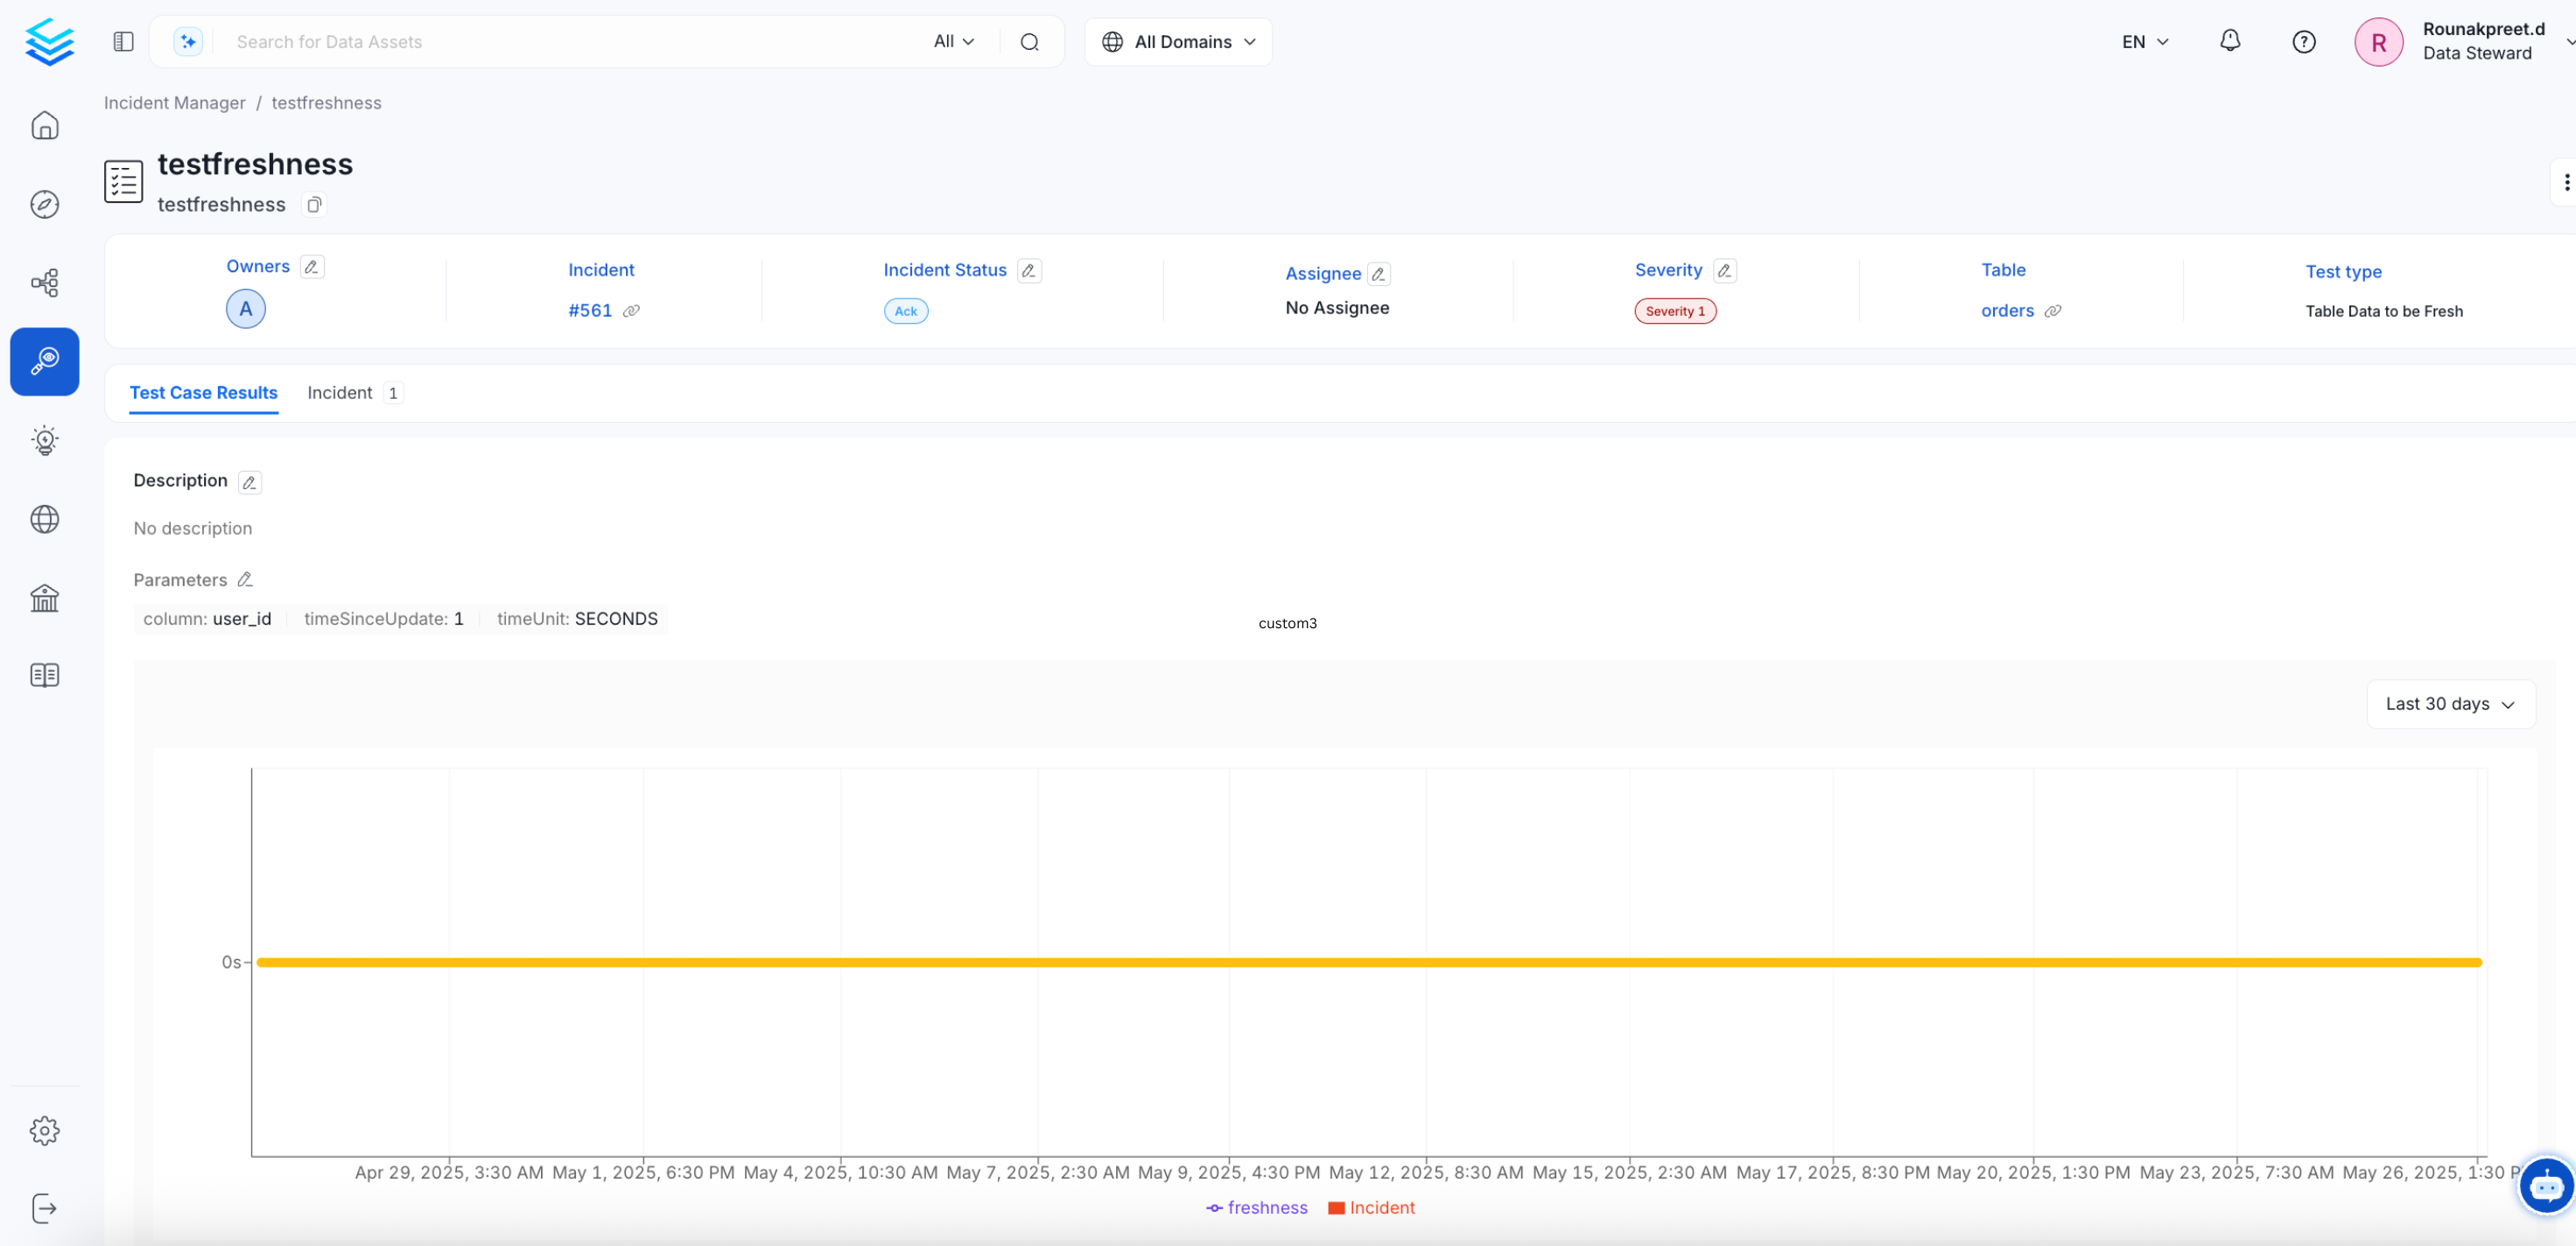 Search for Data Assets
All
All Domains
EN
R
Rounakpreet.d
Data Steward
Incident Manager / testfreshness
testfreshness
testfreshness
Owners
Incident
Incident Status
Assignee
Severity
Table
Test type
A
#561
Ack
No Assignee
Severity 1
orders
Table Data to be Fresh
Test Case Results
Incident 1
Description
No description
Parameters
column: user_id timeSinceUpdate: 1 timeUnit: SECONDS
custom3
Last 30 days
0s
Apr 29, 2025, 3:30 AM May 1, 2025, 6:30 PM May 4, 2025, 10:30 AM May 7, 2025, 2:30 AM May 9, 2025, 4:30 PM May 12, 2025, 8:30 AM May 15, 2025, 2:30 AM May 17, 2025, 8:30 PM May 20, 2025, 1:30 PM May 23, 2025, 7:30 AM May 26, 2025, 1:30 P
freshness Incident